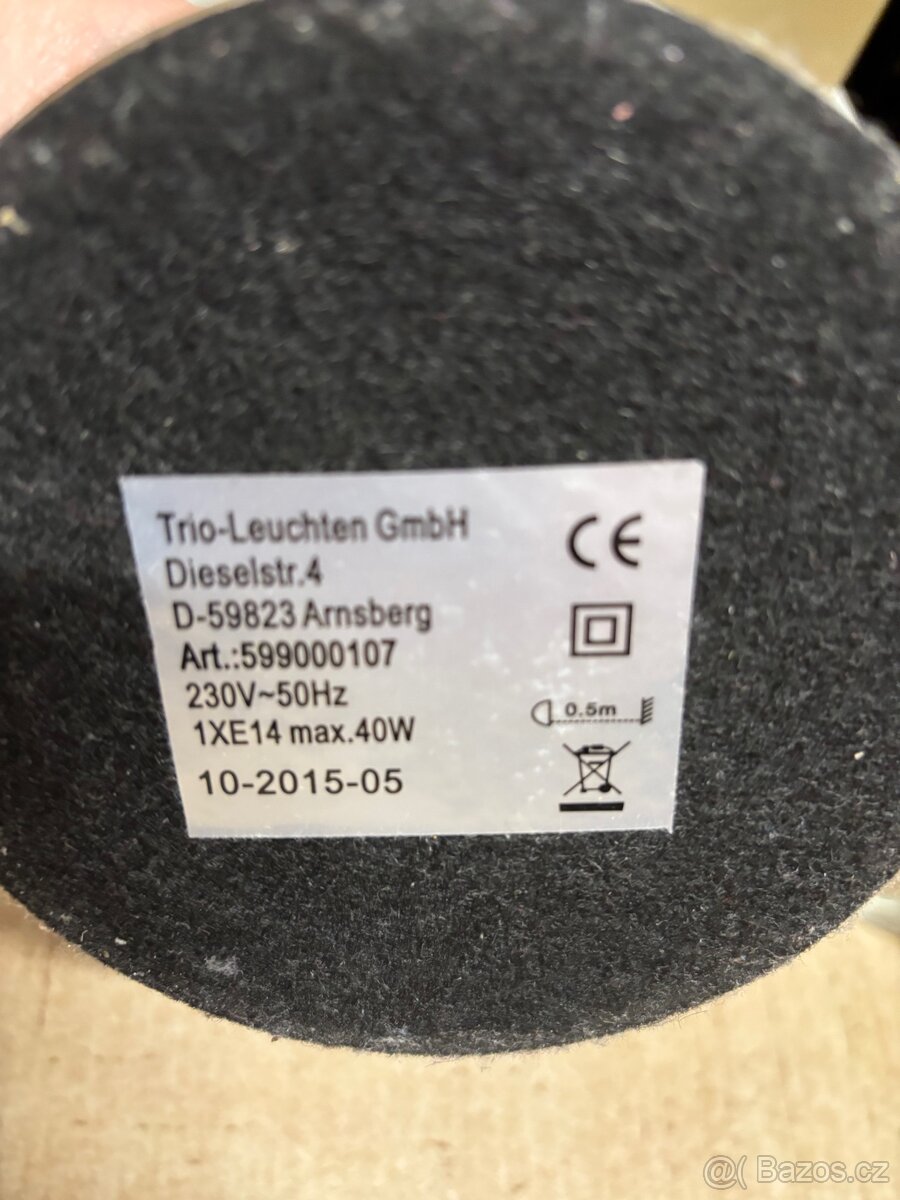 Trio-Leuchten GmbH
Dieselstr.4
D-59823 Arnsberg
Art.:599000107
230V~50Hz
1XE14 max.40W
10-2015-05
CE
0.5m
@( Bazos.cz